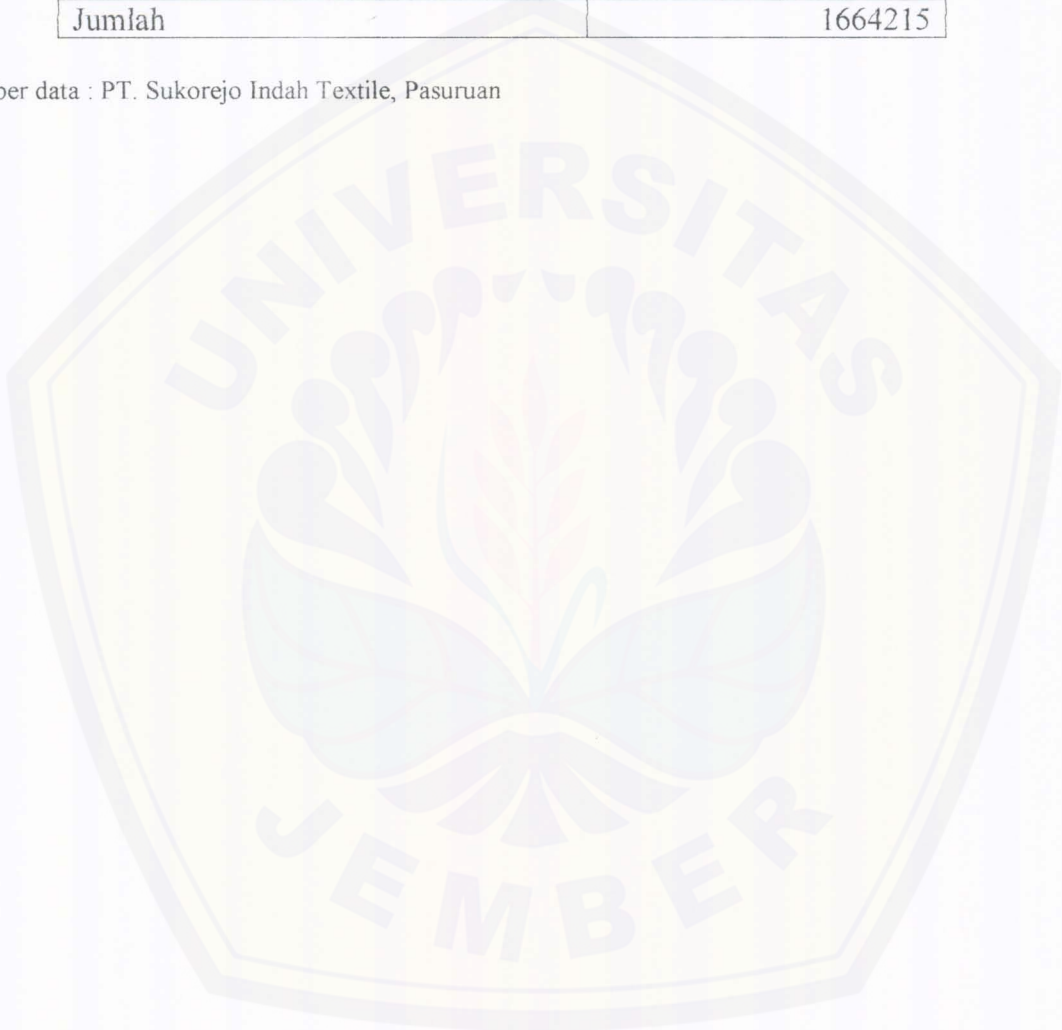 Jumlah 1664215
ber data : PT. Sukorejo Indah Textile, Pasuruan
UNIVERSITAS
JEMBER